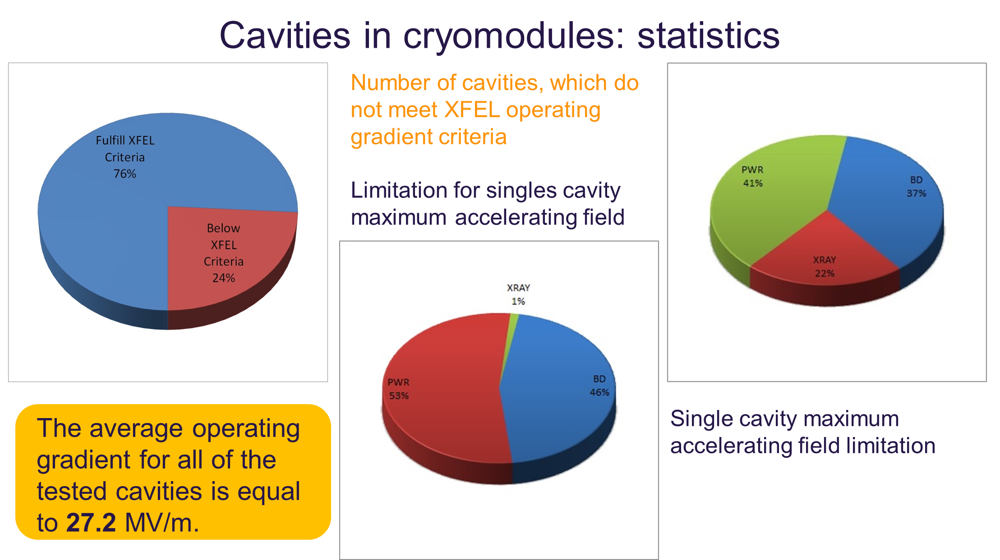 Cavities in cryomodules: statistics
Fulfill XFEL
Criteria
76%
Below
XFEL
Criteria
24%
Number of cavities, which do
not meet XFEL operating
gradient criteria
Limitation for singles cavity
maximum accelerating field
XRAY
1%
PWR
53%
BD
46%
PWR
41%
BD
37%
XRAY
22%
The average operating
gradient for all of the
tested cavities is equal
to 27.2 MV/m.
Single cavity maximum
accelerating field limitation